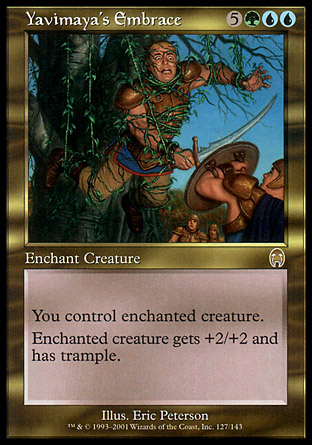 Yavimaya's Embrace 5
Enchant Creature
You control enchanted creature.
Enchanted creature gets +2/+2 and
has trample.
Illus. Eric Peterson
™ & © 1993–2001 Wizards of the Coast, Inc. 127/143